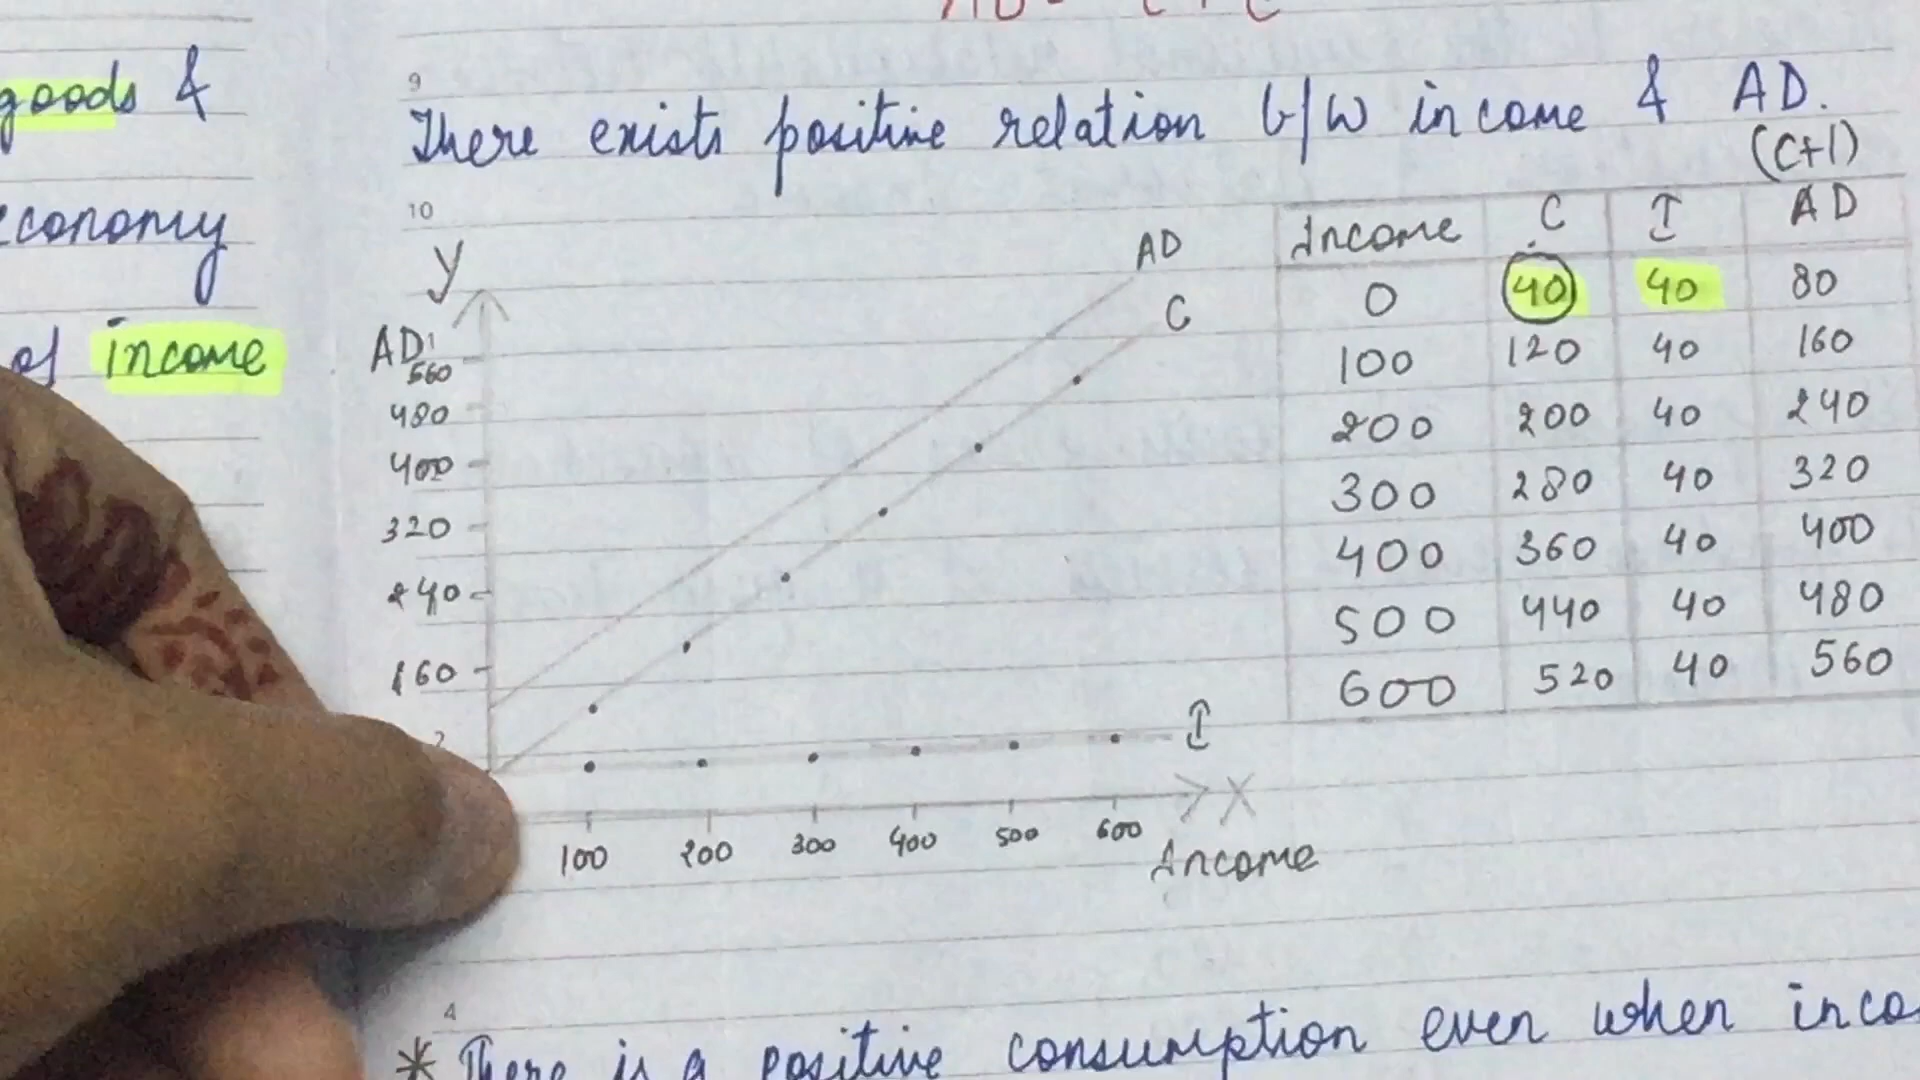 goods &
economy
of income
9
There exists positive relation b/w income & AD.
(C+I)
10
Y
AD
C
I
X
AD
560
480
400
320
240
160
100 200 300 400 500 600
Income
Income C I AD
0 40 40 80
100 120 40 160
200 200 40 240
300 280 40 320
400 360 40 400
500 440 40 480
600 520 40 560
4
* There is a positive consumption even when inco